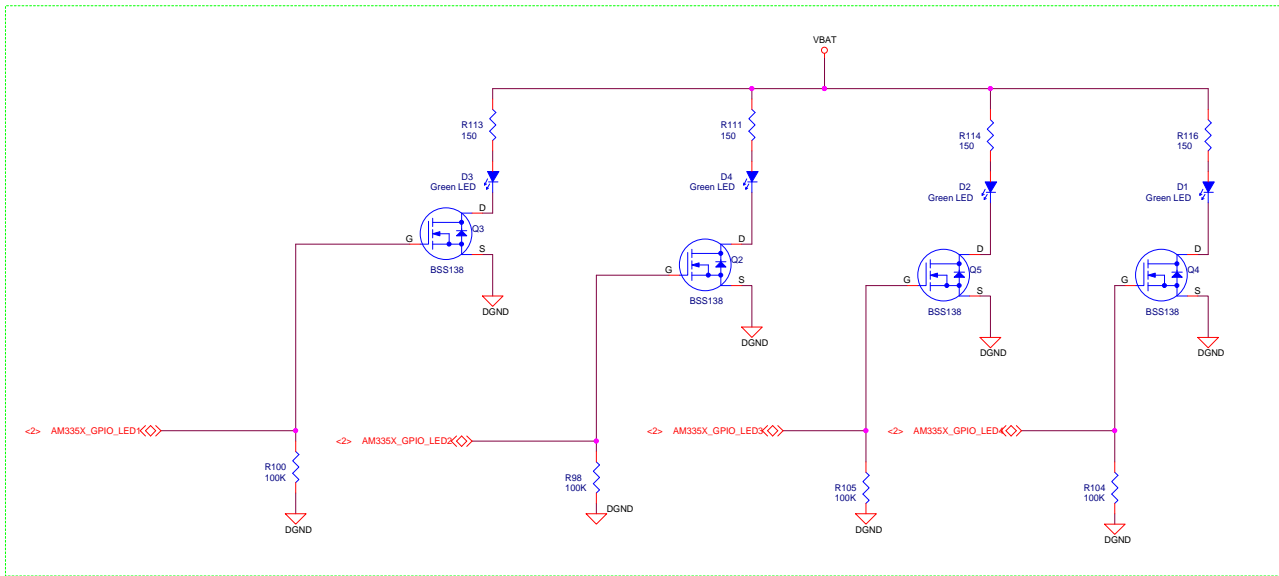 VBAT
R113
150
R111
150
R114
150
R116
150
D3
Green LED
D4
Green LED
D2
Green LED
D1
Green LED
D
Q3
G
S
BSS138
D
Q2
G
S
BSS138
D
Q5
G
S
BSS138
D
Q4
G
S
BSS138
DGND
DGND
DGND
DGND
<2> AM335X_GPIO_LED1
<2> AM335X_GPIO_LED2
<2> AM335X_GPIO_LED3
<2> AM335X_GPIO_LED4
R100
100K
R98
100K
R105
100K
R104
100K
DGND
DGND
DGND
DGND